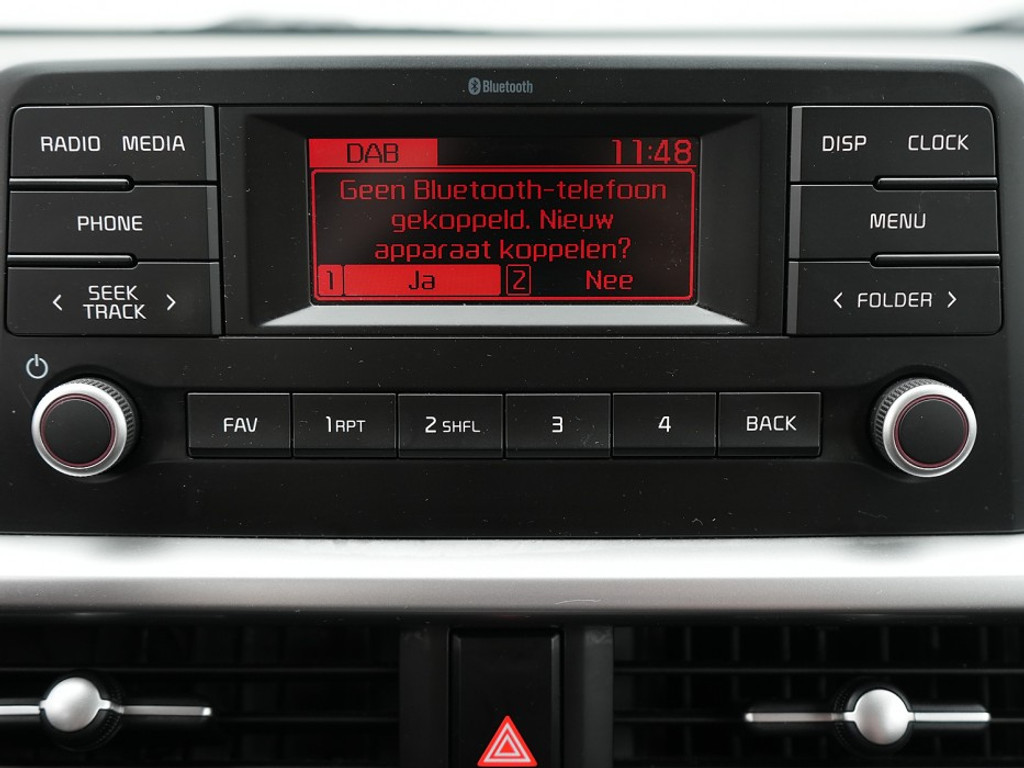 Bluetooth
RADIO MEDIA
DAB 11:48
DISP CLOCK
Geen Bluetooth-telefoon
gekoppeld. Nieuw
apparaat koppelen?
1 Ja 2 Nee
PHONE
MENU
< SEEK TRACK >
< FOLDER >
FAV 1 RPT 2 SHFL 3 4 BACK